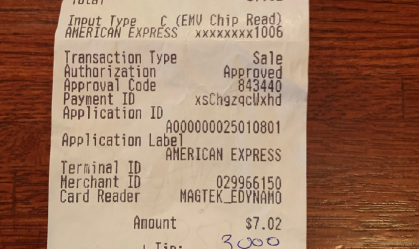 Total
Input Type C (EMV Chip Read)
AMERICAN EXPRESS xxxxxxxx1006
Transaction Type Sale
Authorization Approved
Approval Code 843440
Payment ID xsChgzqcWxhd
Application ID
A000000025010801
Application Label
AMERICAN EXPRESS
Terminal ID
Merchant ID 029966150
Card Reader MAGTEK_EDYNAMO
Amount $7.02
+ Tip: 3.00